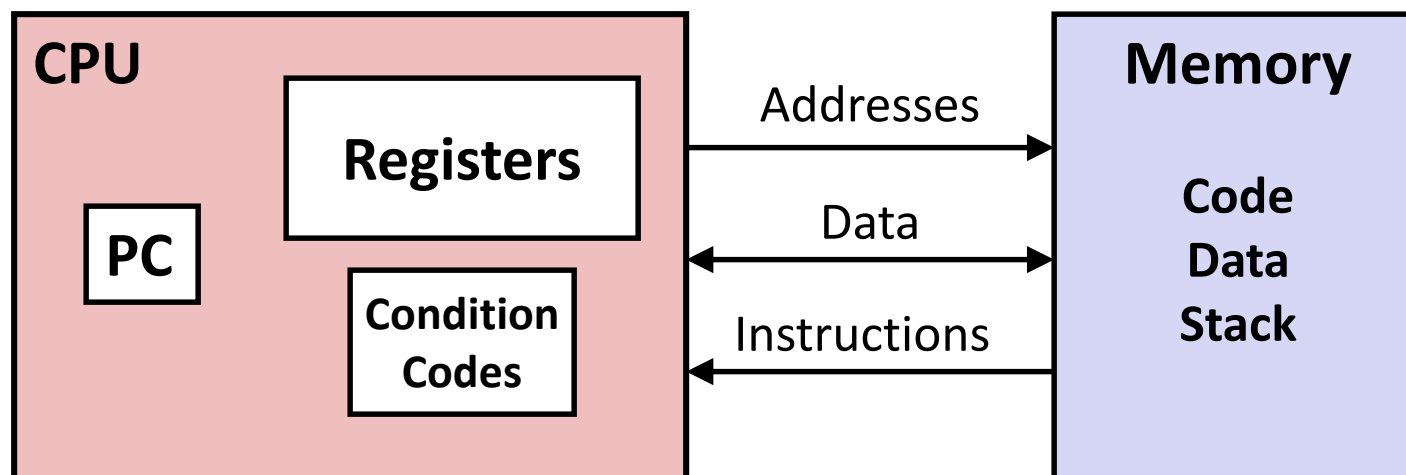 CPU
Registers
PC
Condition
Codes
Addresses
Data
Instructions
Memory
Code
Data
Stack